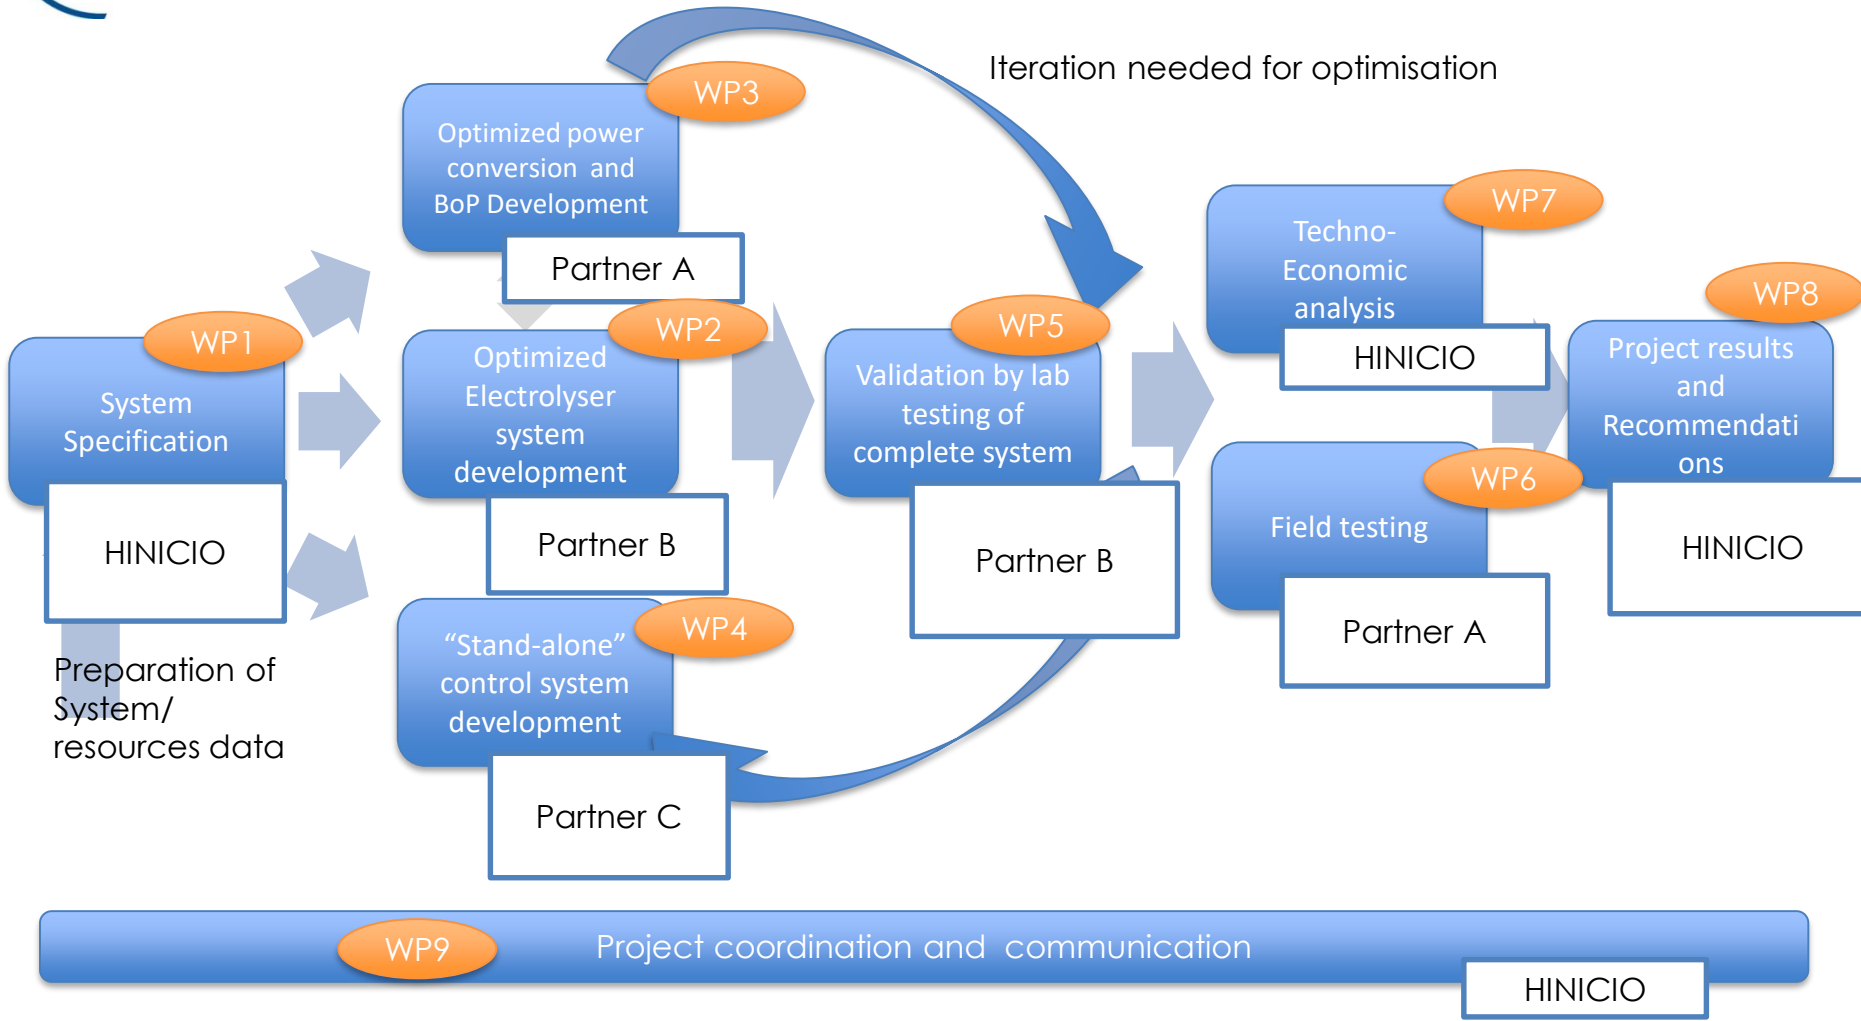 Iteration needed for optimisation
WP3
Optimized power
conversion and
BoP Development
Partner A
WP1
System
Specification
HINICIO
Preparation of
System/
resources data
WP2
Optimized
Electrolyser
system
development
Partner B
WP4
“Stand-alone”
control system
development
Partner C
WP5
Validation by lab
testing of
complete system
Partner B
WP7
Techno-
Economic
analysis
HINICIO
WP6
Field testing
Partner A
WP8
Project results
and
Recommendati
ons
HINICIO
WP9
Project coordination and communication
HINICIO